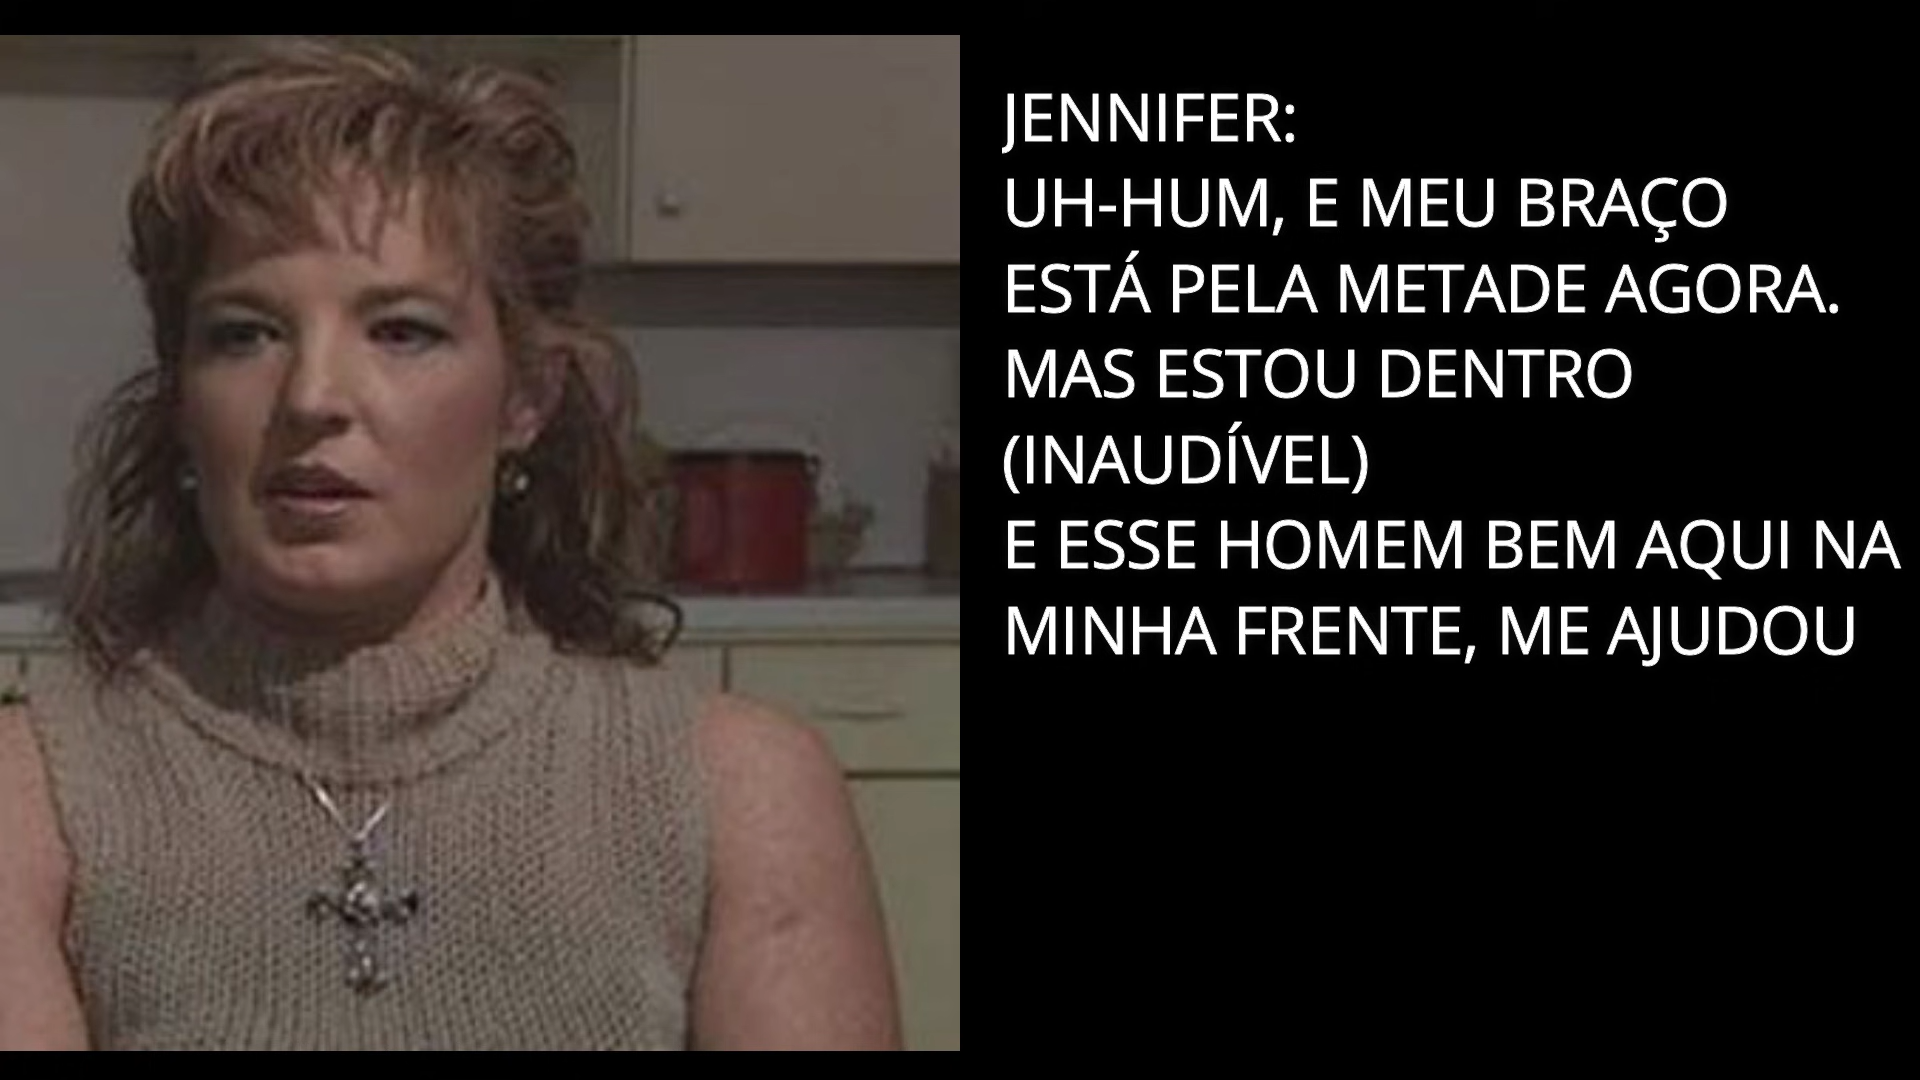 JENNIFER:
UH-HUM, E MEU BRAÇO
ESTÁ PELA METADE AGORA.
MAS ESTOU DENTRO
(INAUDÍVEL)
E ESSE HOMEM BEM AQUI NA
MINHA FRENTE, ME AJUDOU